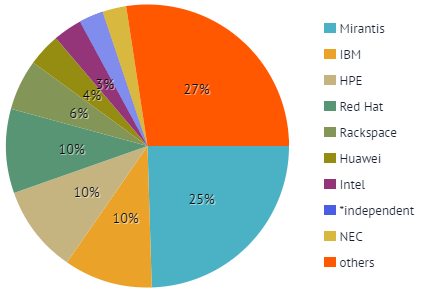 27%
3%
4%
6%
10%
10%
10%
25%
Mirantis
IBM
HPE
Red Hat
Rackspace
Huawei
Intel
*independent
NEC
others